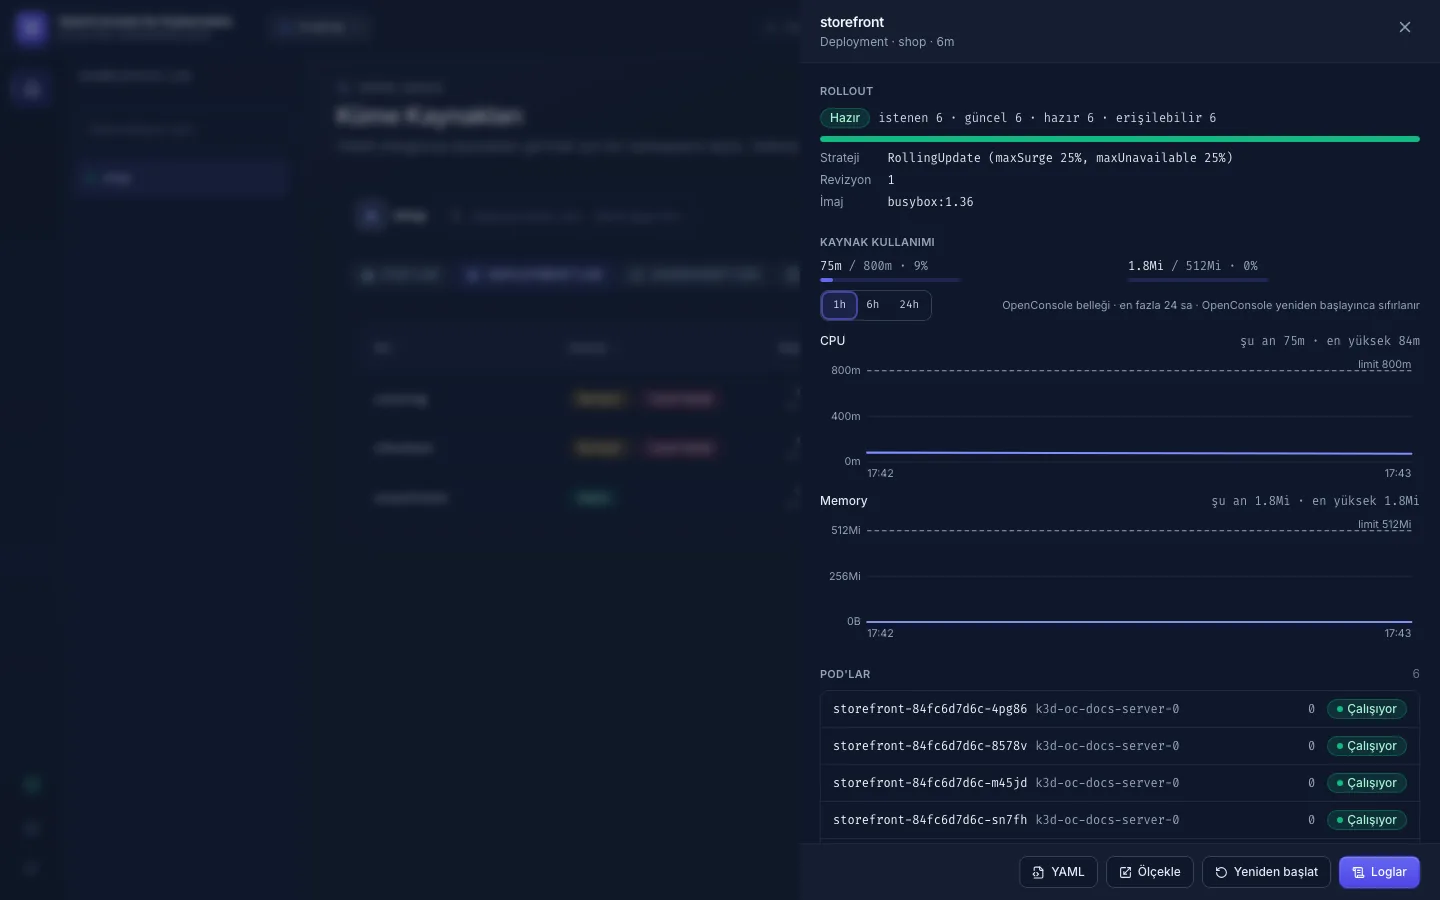 storefront
Deployment · shop · 6m
ROLLOUT
Hazır istenen 6 · güncel 6 · hazır 6 · erişilebilir 6
Strateji RollingUpdate (maxSurge 25%, maxUnavailable 25%)
Revizyon 1
İmaj busybox:1.36
KAYNAK KULLANIMI
75m / 800m · 9% 1.8Mi / 512Mi · 0%
1h 6h 24h OpenConsole belleği · en fazla 24 sa · OpenConsole yeniden başlayınca sıfırlanır
CPU şu an 75m · en yüksek 84m
limit 800m
800m
400m
0m
17:42 17:43
Memory şu an 1.8Mi · en yüksek 1.8Mi
limit 512Mi
512Mi
256Mi
0B
17:42 17:43
POD'LAR 6
storefront-84fc6d7d6c-4pg86 k3d-oc-docs-server-0 0 Çalışıyor
storefront-84fc6d7d6c-8578v k3d-oc-docs-server-0 0 Çalışıyor
storefront-84fc6d7d6c-m45jd k3d-oc-docs-server-0 0 Çalışıyor
storefront-84fc6d7d6c-sn7fh k3d-oc-docs-server-0 0 Çalışıyor
YAML Ölçekle Yeniden başlat Loglar
Küme Kaynakları